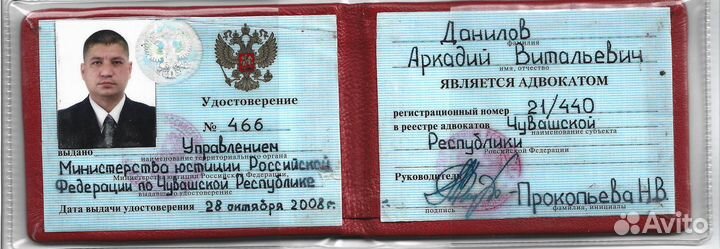 Удостоверение
№ 466
выдано Управлением
наименование территориального органа
Министерства юстиции Российской
Министерства юстиции Российской Федерации,
Федерации по Чувашской Республике
выдавшего удостоверение
Дата выдачи удостоверения 28 октября 2008г.
Данилов
фамилия
Аркадий Витальевич
имя, отчество
ЯВЛЯЕТСЯ АДВОКАТОМ
регистрационный номер 21/440
в реестре адвокатов Чувашской
наименование субъекта
Республики
Российской Федерации
Руководитель Прокопьева Н.В
подпись фамилия, инициалы
Avito